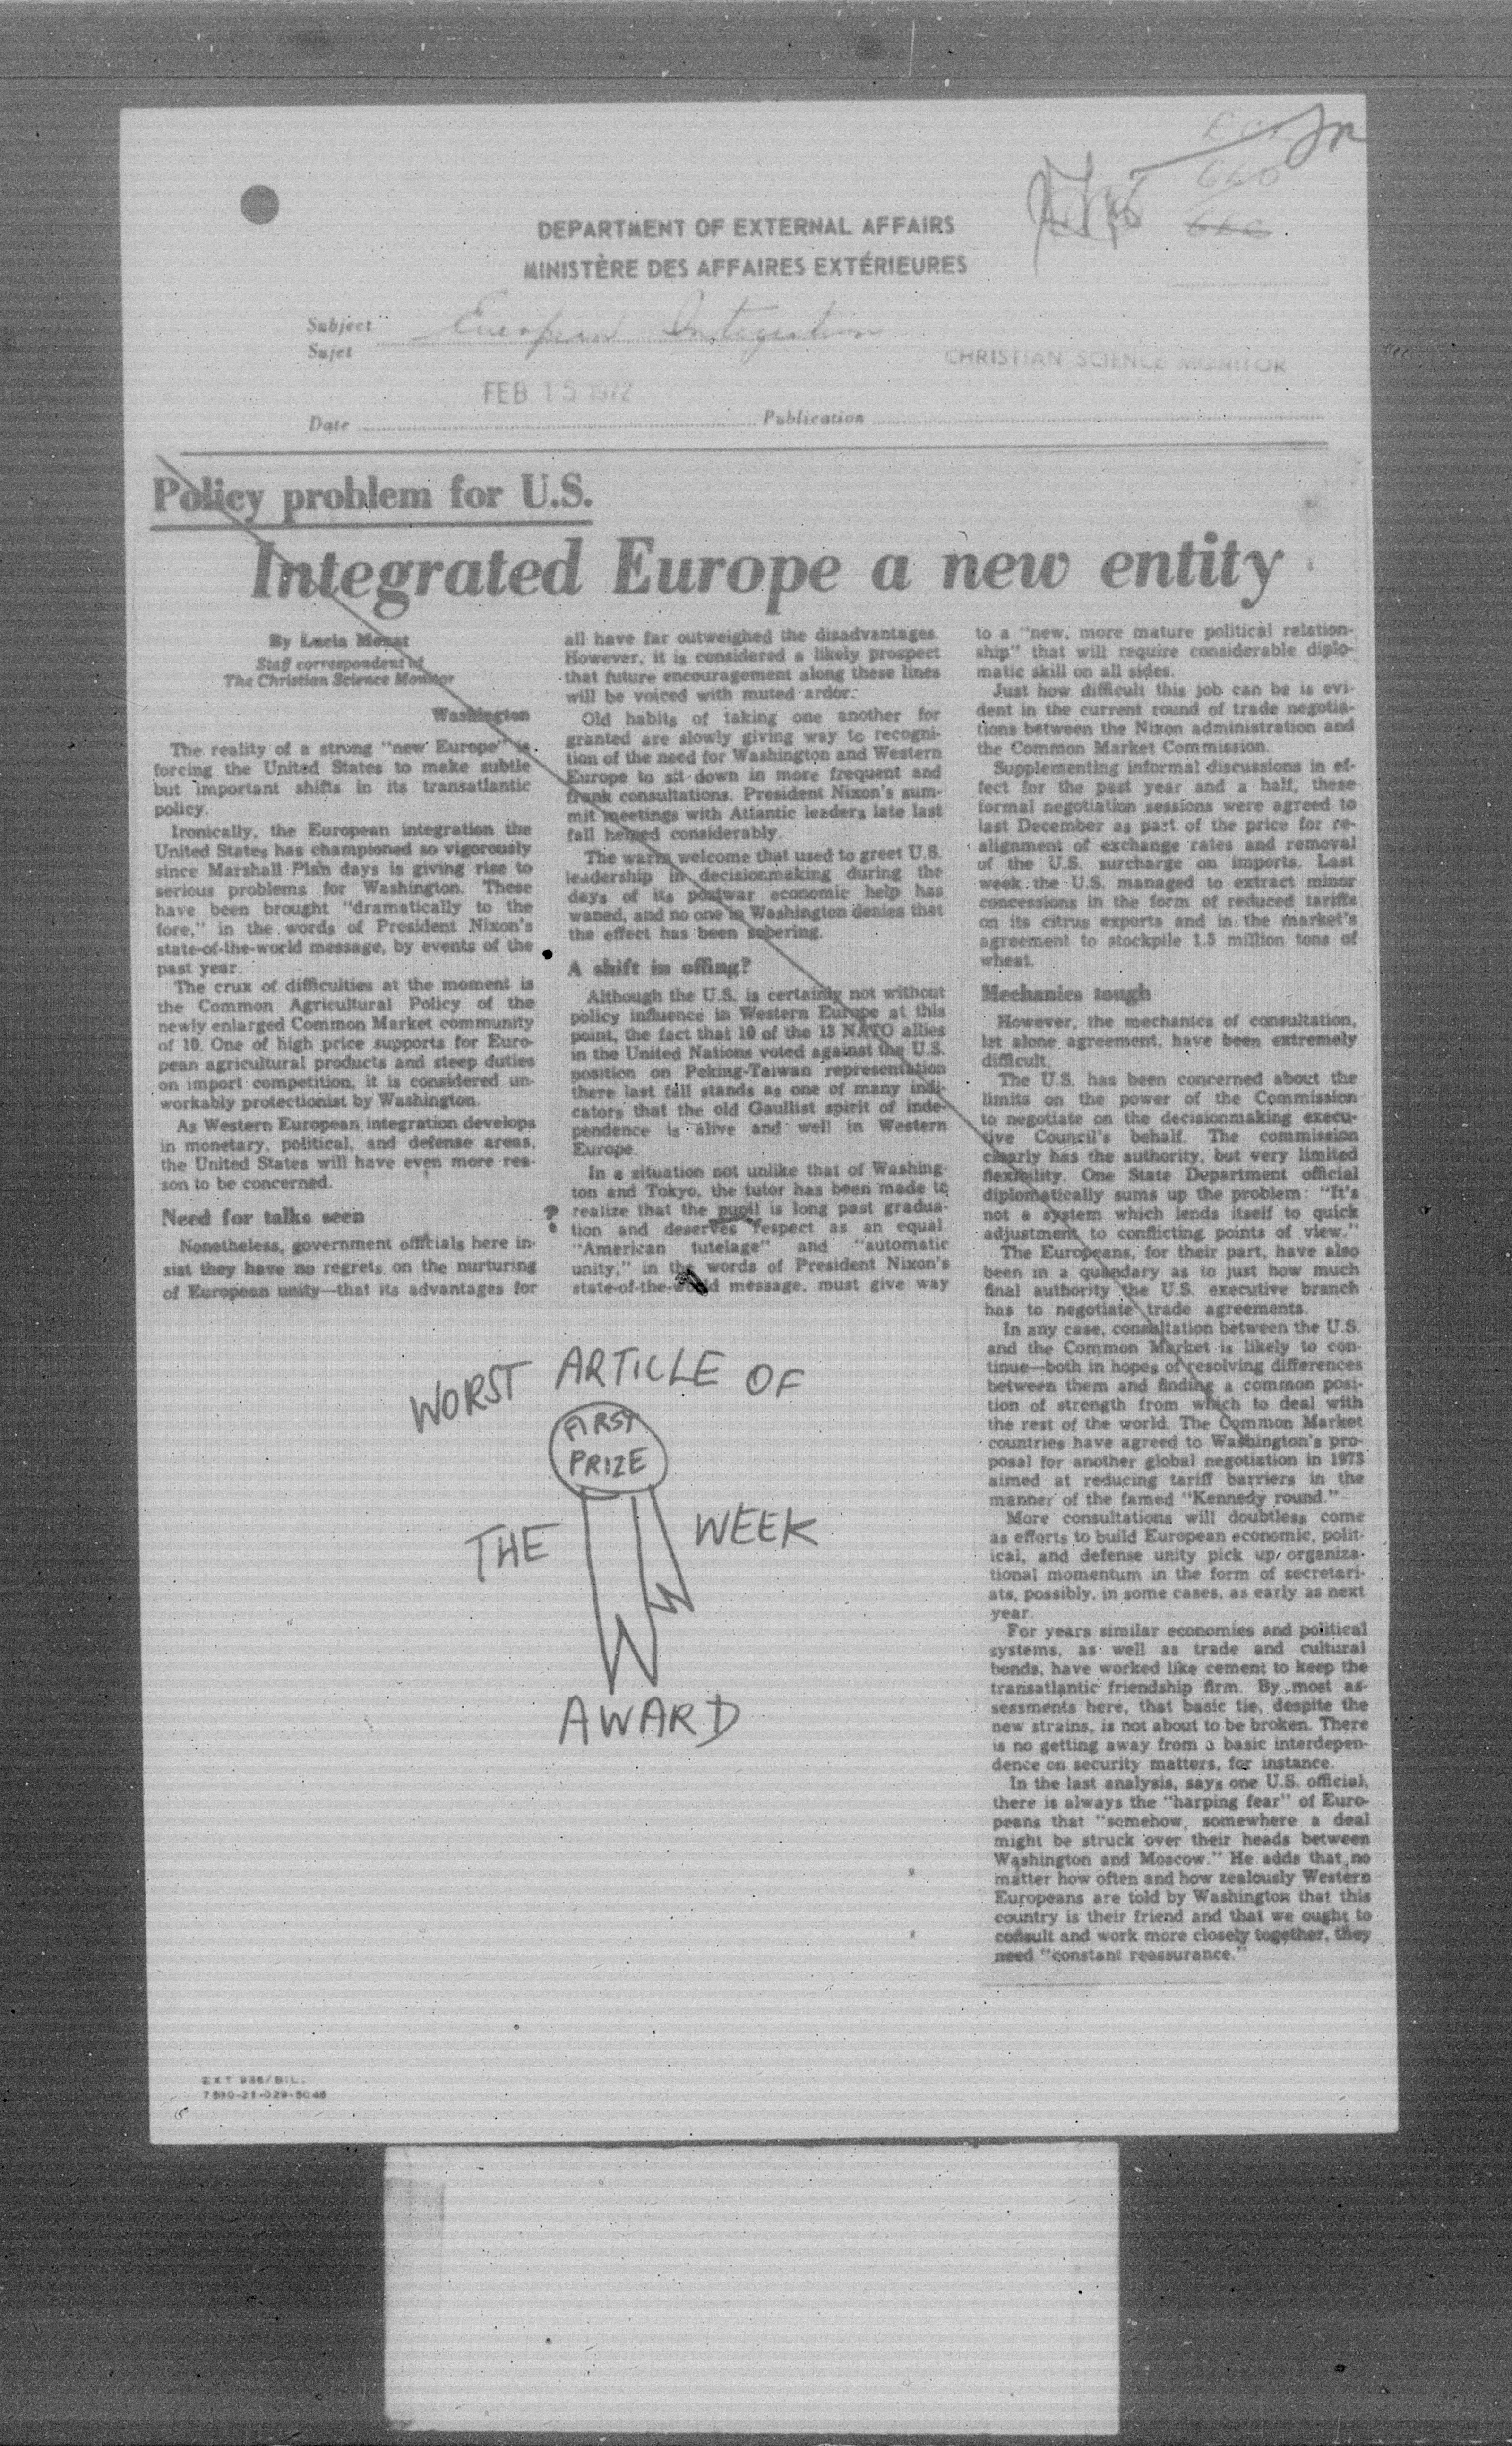 660
666
DEPARTMENT OF EXTERNAL AFFAIRS
MINISTÈRE DES AFFAIRES EXTÉRIEURES
Subject
Sujet
European Integration
CHRISTIAN SCIENCE MONITOR
FEB 15 1972
Date
Publication
Policy problem for U.S.
Integrated Europe a new entity
By Lucia Mouat
Staff correspondent of
The Christian Science Monitor
Washington
The reality of a strong "new Europe" is
forcing the United States to make subtle
but important shifts in its transatlantic
policy.
Ironically, the European integration the
United States has championed so vigorously
since Marshall Plan days is giving rise to
serious problems for Washington. These
have been brought "dramatically to the
fore," in the words of President Nixon's
state-of-the-world message, by events of the
past year.
The crux of difficulties at the moment is
the Common Agricultural Policy of the
newly enlarged Common Market community
of 10. One of high price supports for Euro-
pean agricultural products and steep duties
on import competition, it is considered un-
workably protectionist by Washington.
As Western European integration develops
in monetary, political, and defense areas,
the United States will have even more rea-
son to be concerned.
Need for talks seen
Nonetheless, government officials here in-
sist they have no regrets on the nurturing
of European unity—that its advantages for
all have far outweighed the disadvantages.
However, it is considered a likely prospect
that future encouragement along these lines
will be voiced with muted ardor.
Old habits of taking one another for
granted are slowly giving way to recogni-
tion of the need for Washington and Western
Europe to sit down in more frequent and
frank consultations. President Nixon's sum-
mit meetings with Atlantic leaders late last
fall helped considerably.
The warm welcome that used to greet U.S.
leadership in decisionmaking during the
days of its postwar economic help has
waned, and no one in Washington denies that
the effect has been sobering.
A shift in offing?
Although the U.S. is certainly not without
policy influence in Western Europe at this
point, the fact that 10 of the 13 NATO allies
in the United Nations voted against the U.S.
position on Peking-Taiwan representation
there last fall stands as one of many indi-
cators that the old Gaullist spirit of inde-
pendence is alive and well in Western
Europe.
In a situation not unlike that of Washing-
ton and Tokyo, the tutor has been made to
? realize that the pupil is long past gradua-
tion and deserves respect as an equal.
"American tutelage" and "automatic
unity," in the words of President Nixon's
state-of-the-world message, must give way
to a "new, more mature political relation-
ship" that will require considerable diplo-
matic skill on all sides.
Just how difficult this job can be is evi-
dent in the current round of trade negotia-
tions between the Nixon administration and
the Common Market Commission.
Supplementing informal discussions in ef-
fect for the past year and a half, these
formal negotiation sessions were agreed to
last December as part of the price for re-
alignment of exchange rates and removal
of the U.S. surcharge on imports. Last
week the U.S. managed to extract minor
concessions in the form of reduced tariffs
on its citrus exports and in the market's
agreement to stockpile 1.5 million tons of
wheat.
Mechanics tough
However, the mechanics of consultation,
let alone agreement, have been extremely
difficult.
The U.S. has been concerned about the
limits on the power of the Commission
to negotiate on the decisionmaking execu-
tive Council's behalf. The commission
clearly has the authority, but very limited
flexibility. One State Department official
diplomatically sums up the problem: "It's
not a system which lends itself to quick
adjustment to conflicting points of view."
The Europeans, for their part, have also
been in a quandary as to just how much
final authority the U.S. executive branch
has to negotiate trade agreements.
In any case, consultation between the U.S.
and the Common Market is likely to con-
tinue—both in hopes of resolving differences
between them and finding a common posi-
tion of strength from which to deal with
the rest of the world. The Common Market
countries have agreed to Washington's pro-
posal for another global negotiation in 1973
aimed at reducing tariff barriers in the
manner of the famed "Kennedy round."
More consultations will doubtless come
as efforts to build European economic, polit-
ical, and defense unity pick up organiza-
tional momentum in the form of secretari-
ats, possibly, in some cases, as early as next
year.
For years similar economies and political
systems, as well as trade and cultural
bonds, have worked like cement to keep the
transatlantic friendship firm. By most as-
sessments here, that basic tie, despite the
new strains, is not about to be broken. There
is no getting away from a basic interdepen-
dence on security matters, for instance.
In the last analysis, says one U.S. official,
there is always the "harping fear" of Euro-
peans that "somehow, somewhere a deal
might be struck over their heads between
Washington and Moscow." He adds that no
matter how often and how zealously Western
Europeans are told by Washington that this
country is their friend and that we ought to
consult and work more closely together, they
need "constant reassurance."
WORST ARTICLE OF
FIRST
PRIZE
THE WEEK
AWARD
EXT 936/BIL.
7530-21-029-5046